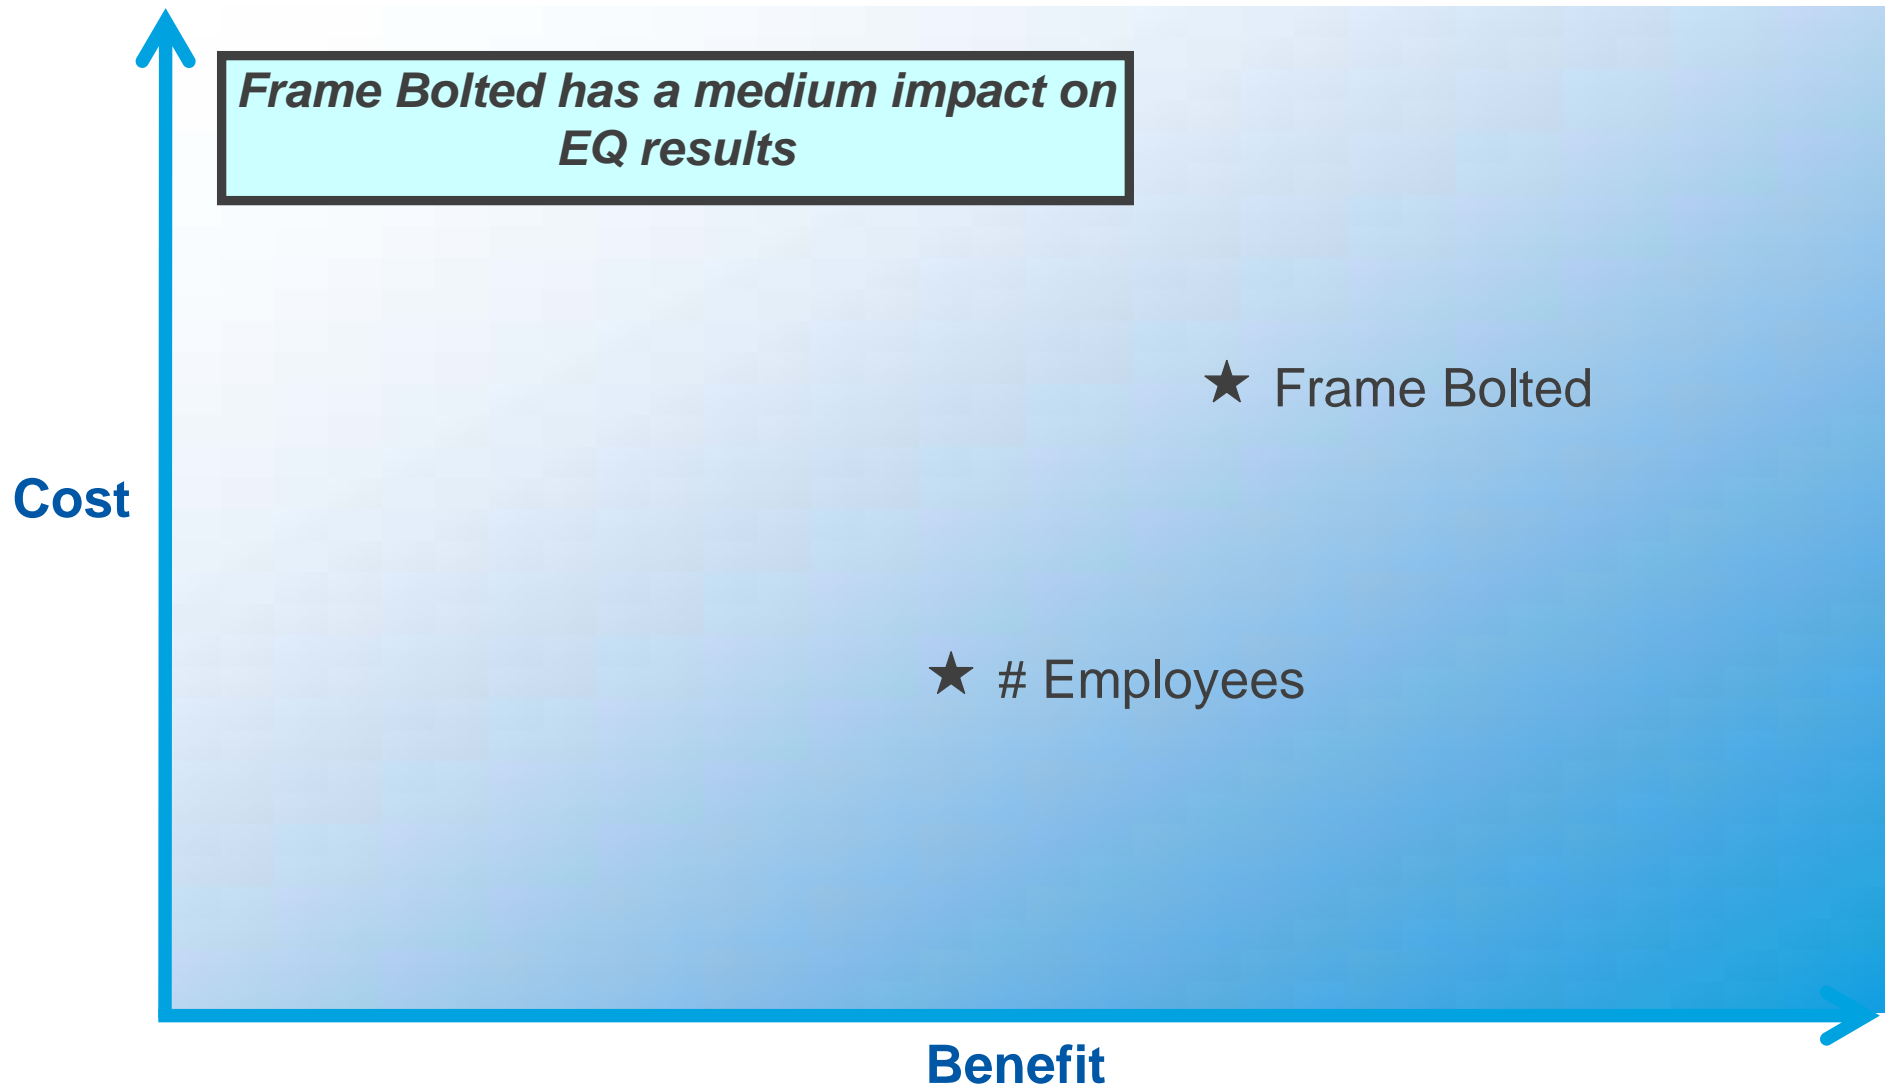 Frame Bolted has a medium impact on
EQ results
Frame Bolted
Cost
# Employees
Benefit